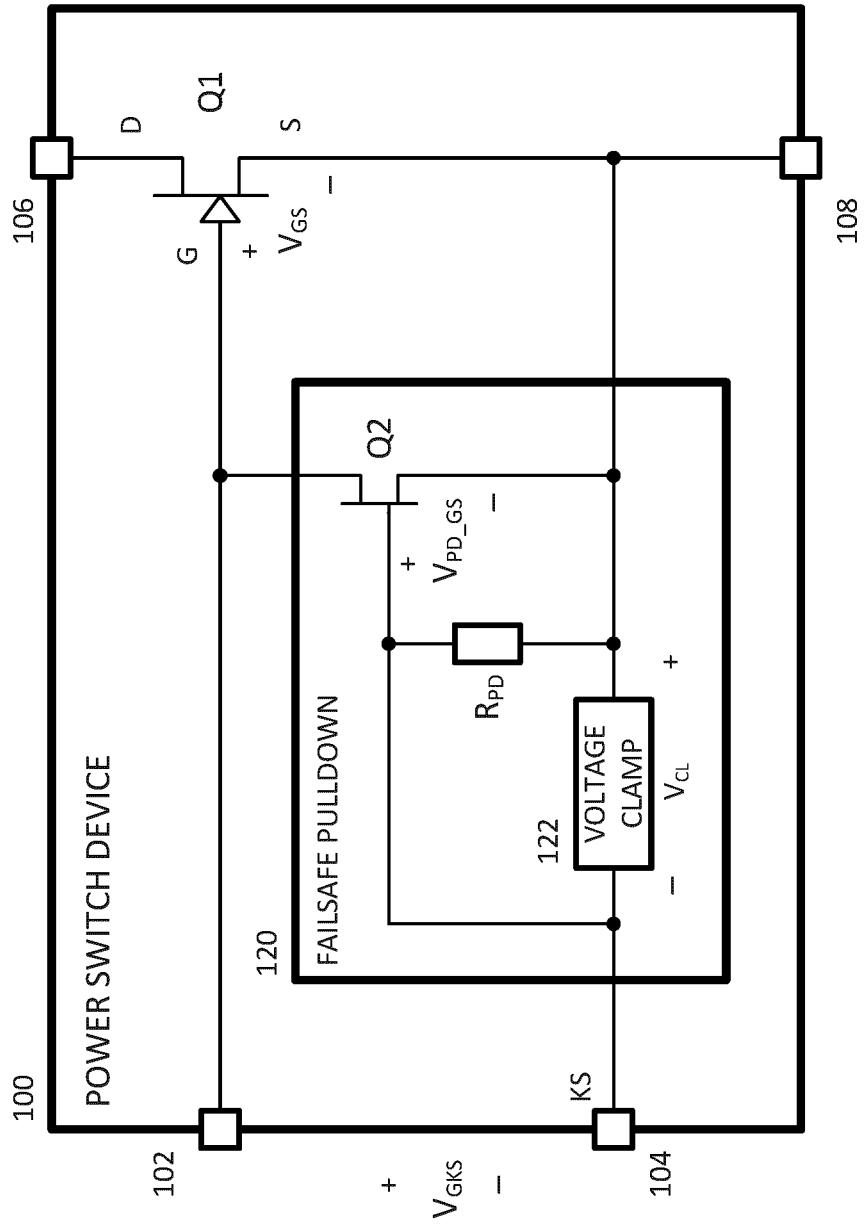 100
POWER SWITCH DEVICE
106
D
Q1
G
+
V_GS
−
S
102
+
V_GKS
−
104
KS
120
FAILSAFE PULLDOWN
Q2
+
V_PD_GS
−
R_PD
122
VOLTAGE
CLAMP
−
V_CL
+
108